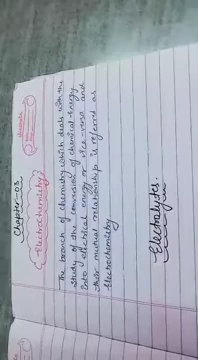 Chapter-03
Electrochemistry
The branch of chemistry which deals with the
study of the conversion of chemical energy
into electrical energy or vice-versa and
their mutual relationship is referred as
Electrochemistry
Electrolytes.